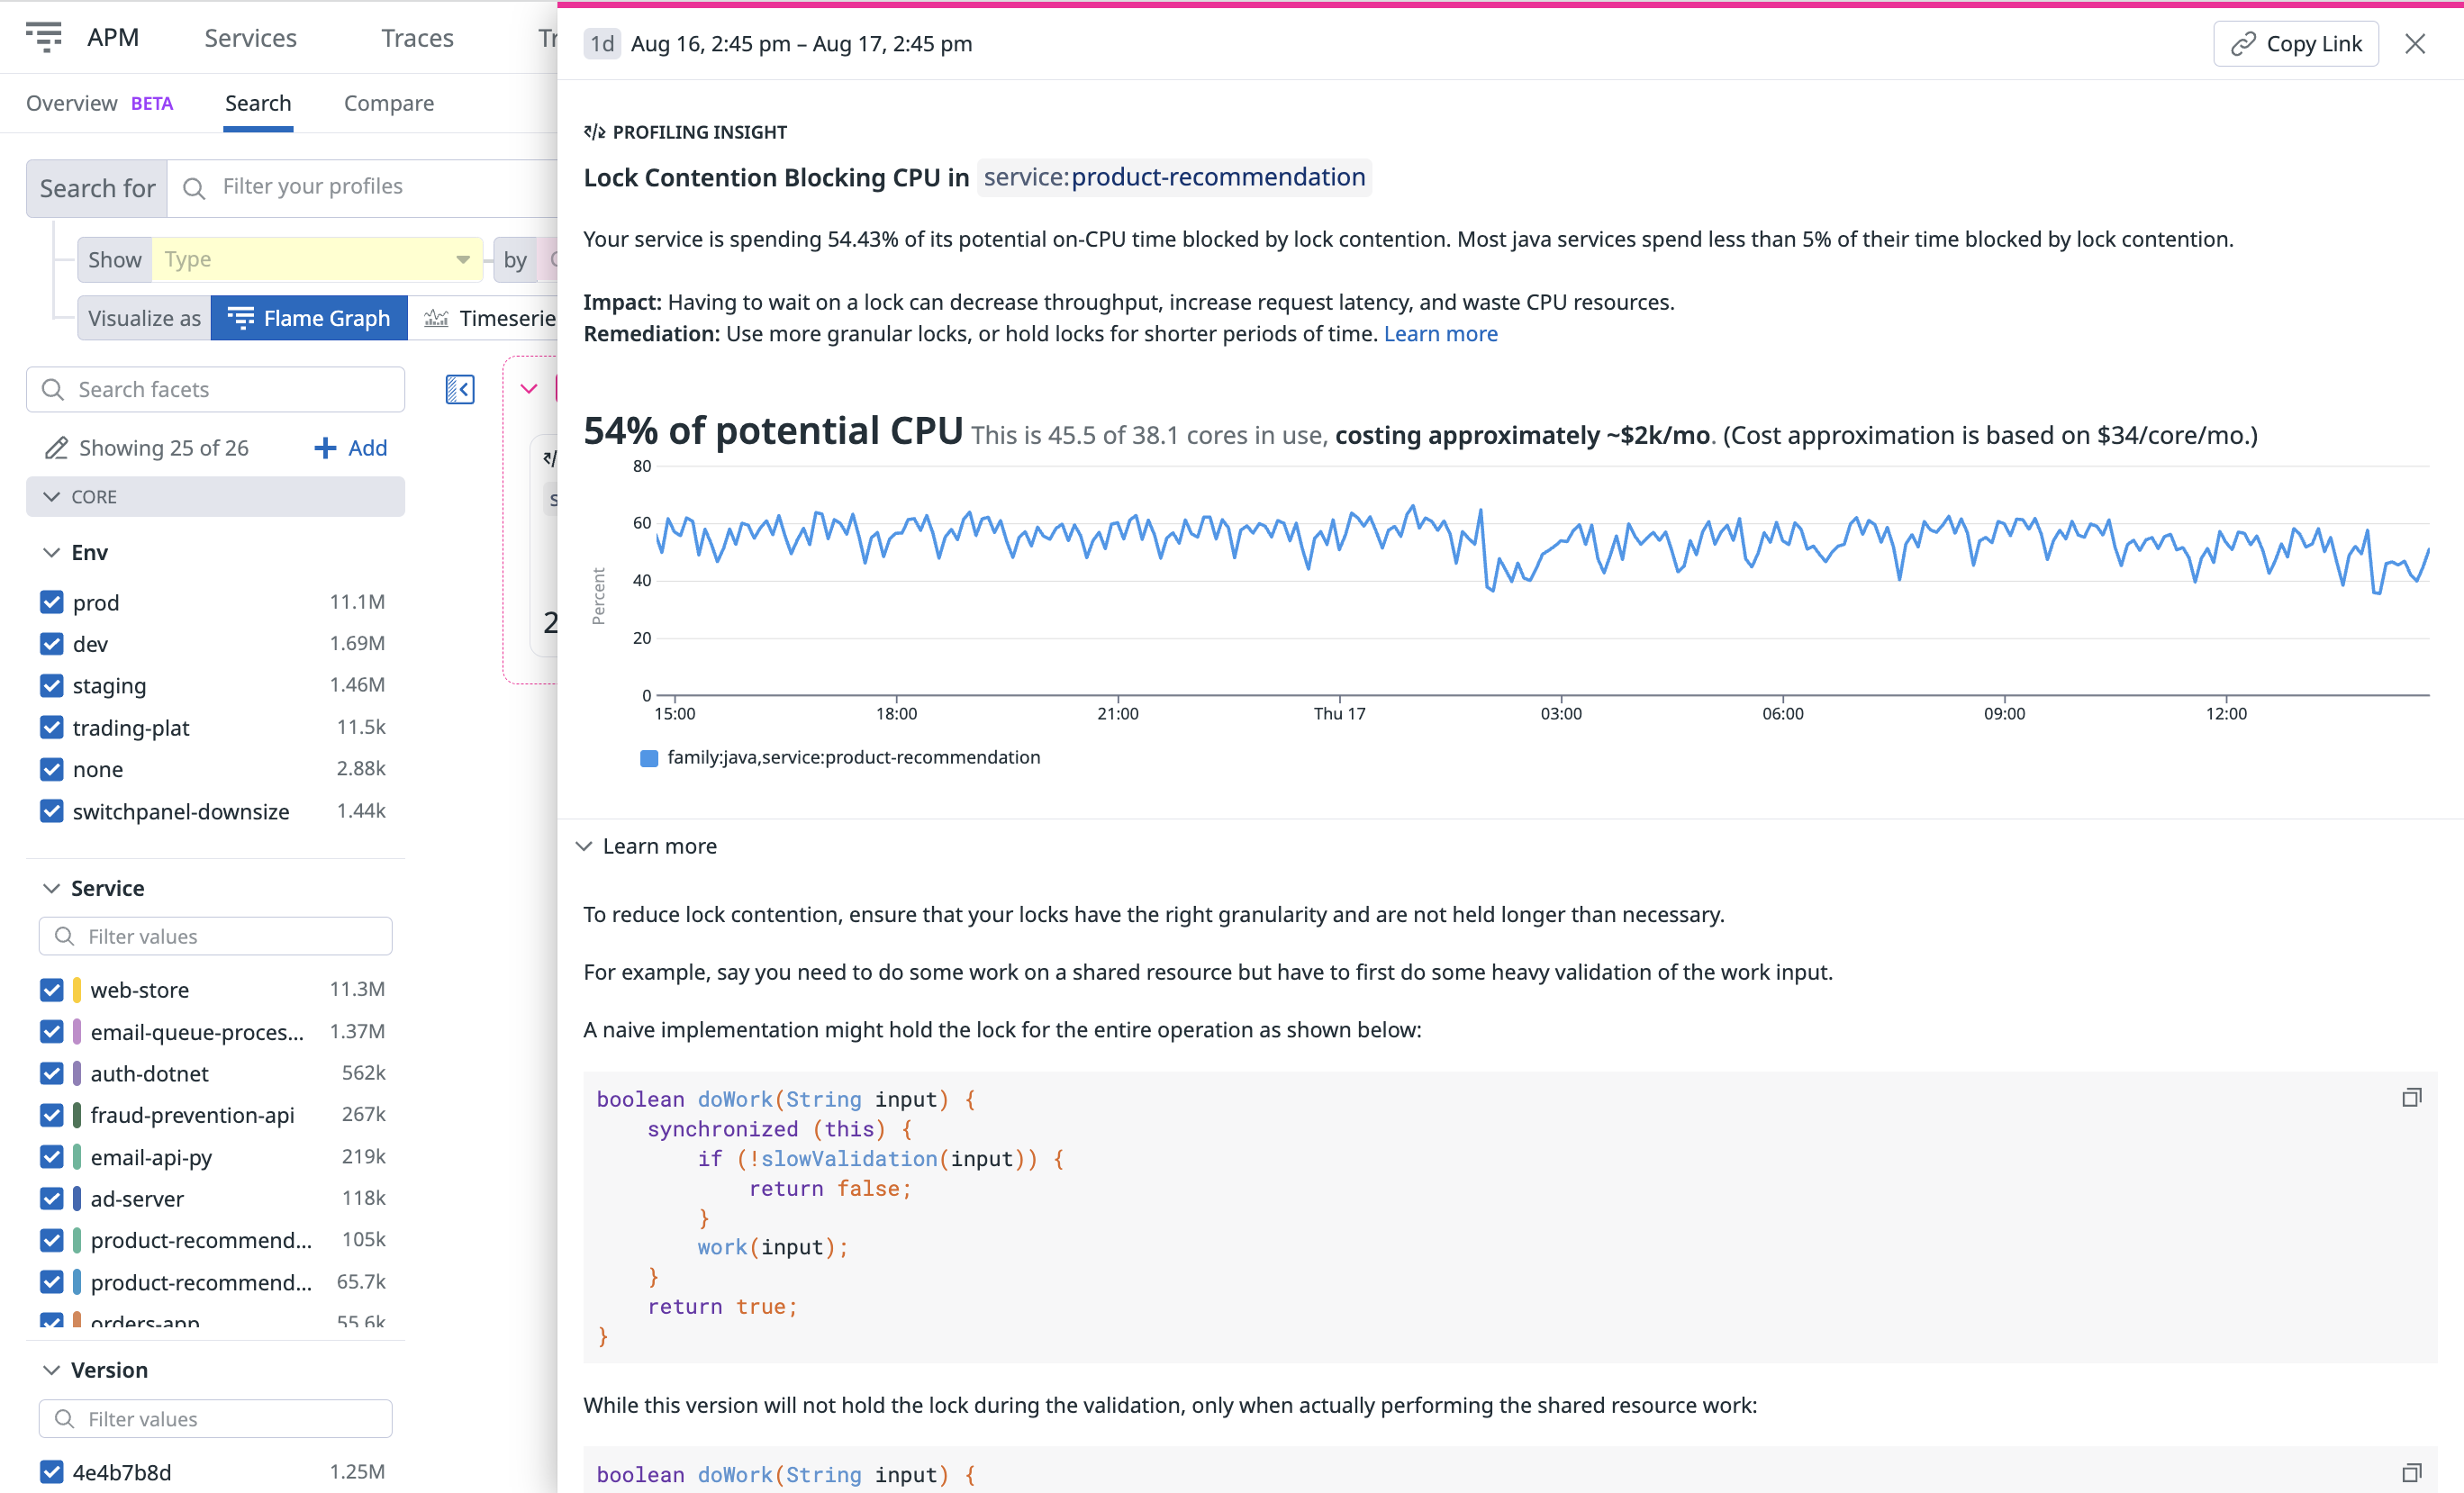 APM Services Traces
Overview BETA Search Compare
Search for Filter your profiles
Show Type by
Visualize as Flame Graph Timeserie
Search facets
Showing 25 of 26 Add
CORE
Env
prod 11.1M
dev 1.69M
staging 1.46M
trading-plat 11.5k
none 2.88k
switchpanel-downsize 1.44k
Service
Filter values
web-store 11.3M
email-queue-proces... 1.37M
auth-dotnet 562k
fraud-prevention-api 267k
email-api-py 219k
ad-server 118k
product-recommend... 105k
product-recommend... 65.7k
orders-app 55.6k
Version
Filter values
4e4b7b8d 1.25M
1d Aug 16, 2:45 pm – Aug 17, 2:45 pm Copy Link
PROFILING INSIGHT
Lock Contention Blocking CPU in service:product-recommendation
Your service is spending 54.43% of its potential on-CPU time blocked by lock contention. Most java services spend less than 5% of their time blocked by lock contention.
Impact: Having to wait on a lock can decrease throughput, increase request latency, and waste CPU resources.
Remediation: Use more granular locks, or hold locks for shorter periods of time. Learn more
54% of potential CPU This is 45.5 of 38.1 cores in use, costing approximately ~$2k/mo. (Cost approximation is based on $34/core/mo.)
80
60
40
20
0
Percent
15:00 18:00 21:00 Thu 17 03:00 06:00 09:00 12:00
family:java,service:product-recommendation
Learn more
To reduce lock contention, ensure that your locks have the right granularity and are not held longer than necessary.
For example, say you need to do some work on a shared resource but have to first do some heavy validation of the work input.
A naive implementation might hold the lock for the entire operation as shown below:
boolean doWork(String input) {
synchronized (this) {
if (!slowValidation(input)) {
return false;
}
work(input);
}
return true;
}
While this version will not hold the lock during the validation, only when actually performing the shared resource work:
boolean doWork(String input) {